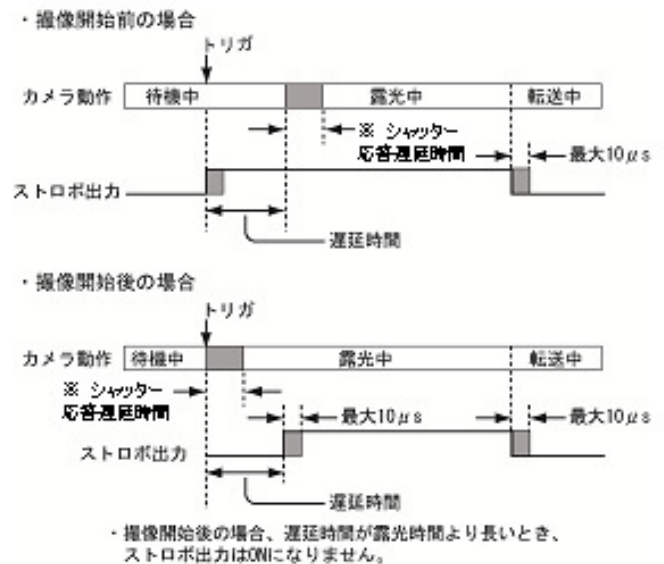 ・撮像開始前の場合
トリガ
カメラ動作 待機中 露光中 転送中
※ シャッター
応答遅延時間 最大10μs
ストロボ出力
遅延時間
・撮像開始後の場合
トリガ
カメラ動作 待機中 露光中 転送中
※ シャッター
応答遅延時間 最大10μs 最大10μs
ストロボ出力
遅延時間
・撮像開始後の場合、遅延時間が露光時間より長いとき、
ストロボ出力はONになりません。